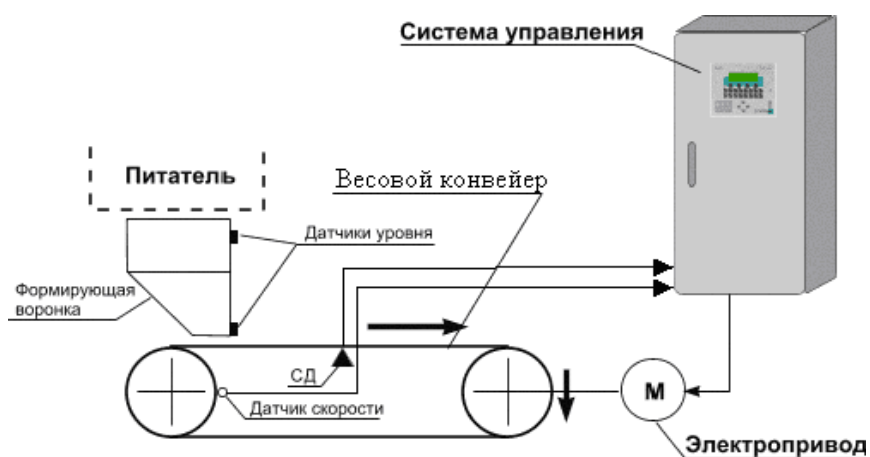 Система управления
Питатель
Весовой конвейер
Датчики уровня
Формирующая
воронка
СД
Датчик скорости
М
Электропривод